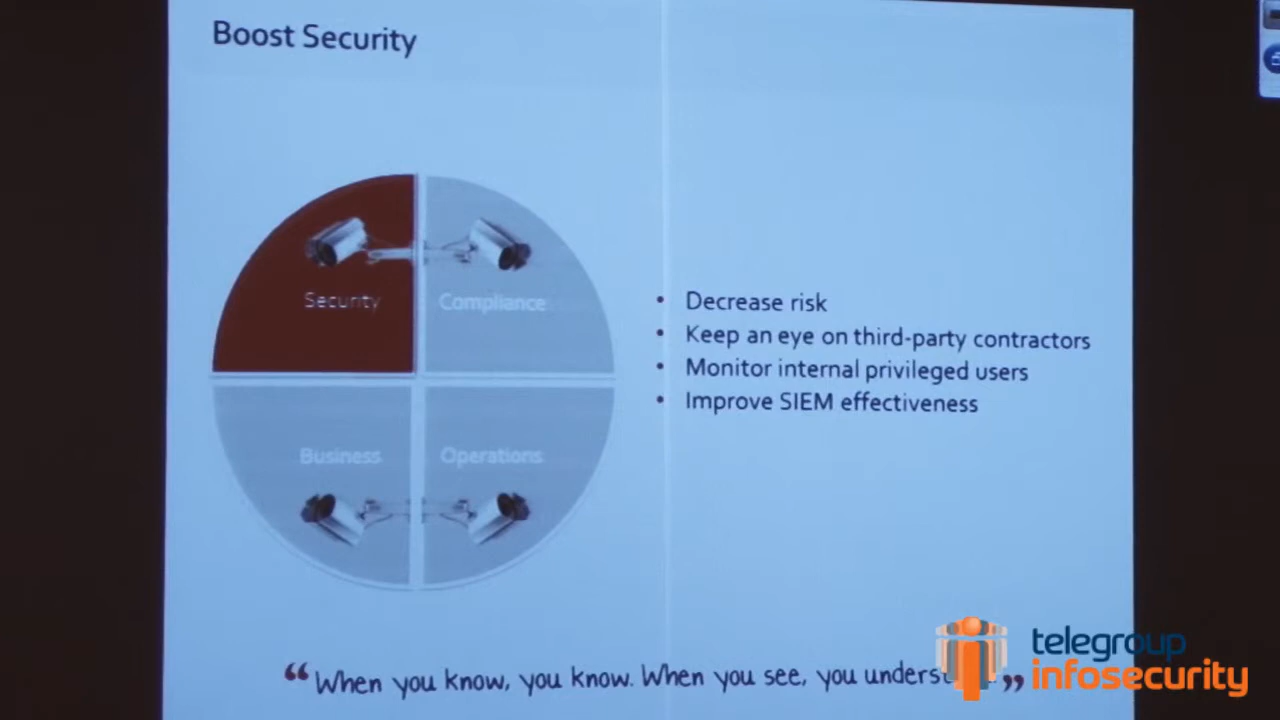 Boost Security
Security
Compliance
Business
Operations
• Decrease risk
• Keep an eye on third-party contractors
• Monitor internal privileged users
• Improve SIEM effectiveness
“When you know, you know. When you see, you underst ”
telegroup
infosecurity